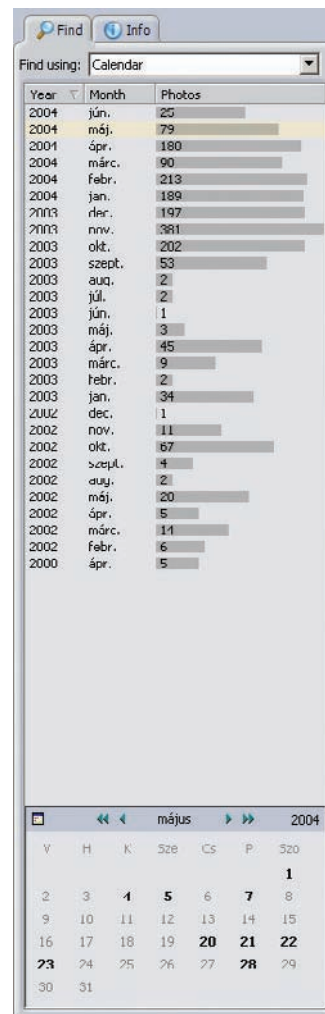 Find Info
Find using: Calendar
Year Month Photos
2004 jún. 25
2004 máj. 79
2004 ápr. 180
2004 márc. 90
2004 febr. 213
2004 jan. 189
2003 dec. 197
2003 nov. 381
2003 okt. 202
2003 szept. 53
2003 aug. 2
2003 júl. 2
2003 jún. 1
2003 máj. 3
2003 ápr. 45
2003 márc. 9
2003 febr. 2
2003 jan. 34
2002 dec. 1
2002 nov. 11
2002 okt. 67
2002 szept. 4
2002 aug. 2
2002 máj. 20
2002 ápr. 5
2002 márc. 14
2002 febr. 6
2000 ápr. 5
május 2004
V H K Sze Cs P Szo
1
2 3 4 5 6 7 8
9 10 11 12 13 14 15
16 17 18 19 20 21 22
23 24 25 26 27 28 29
30 31